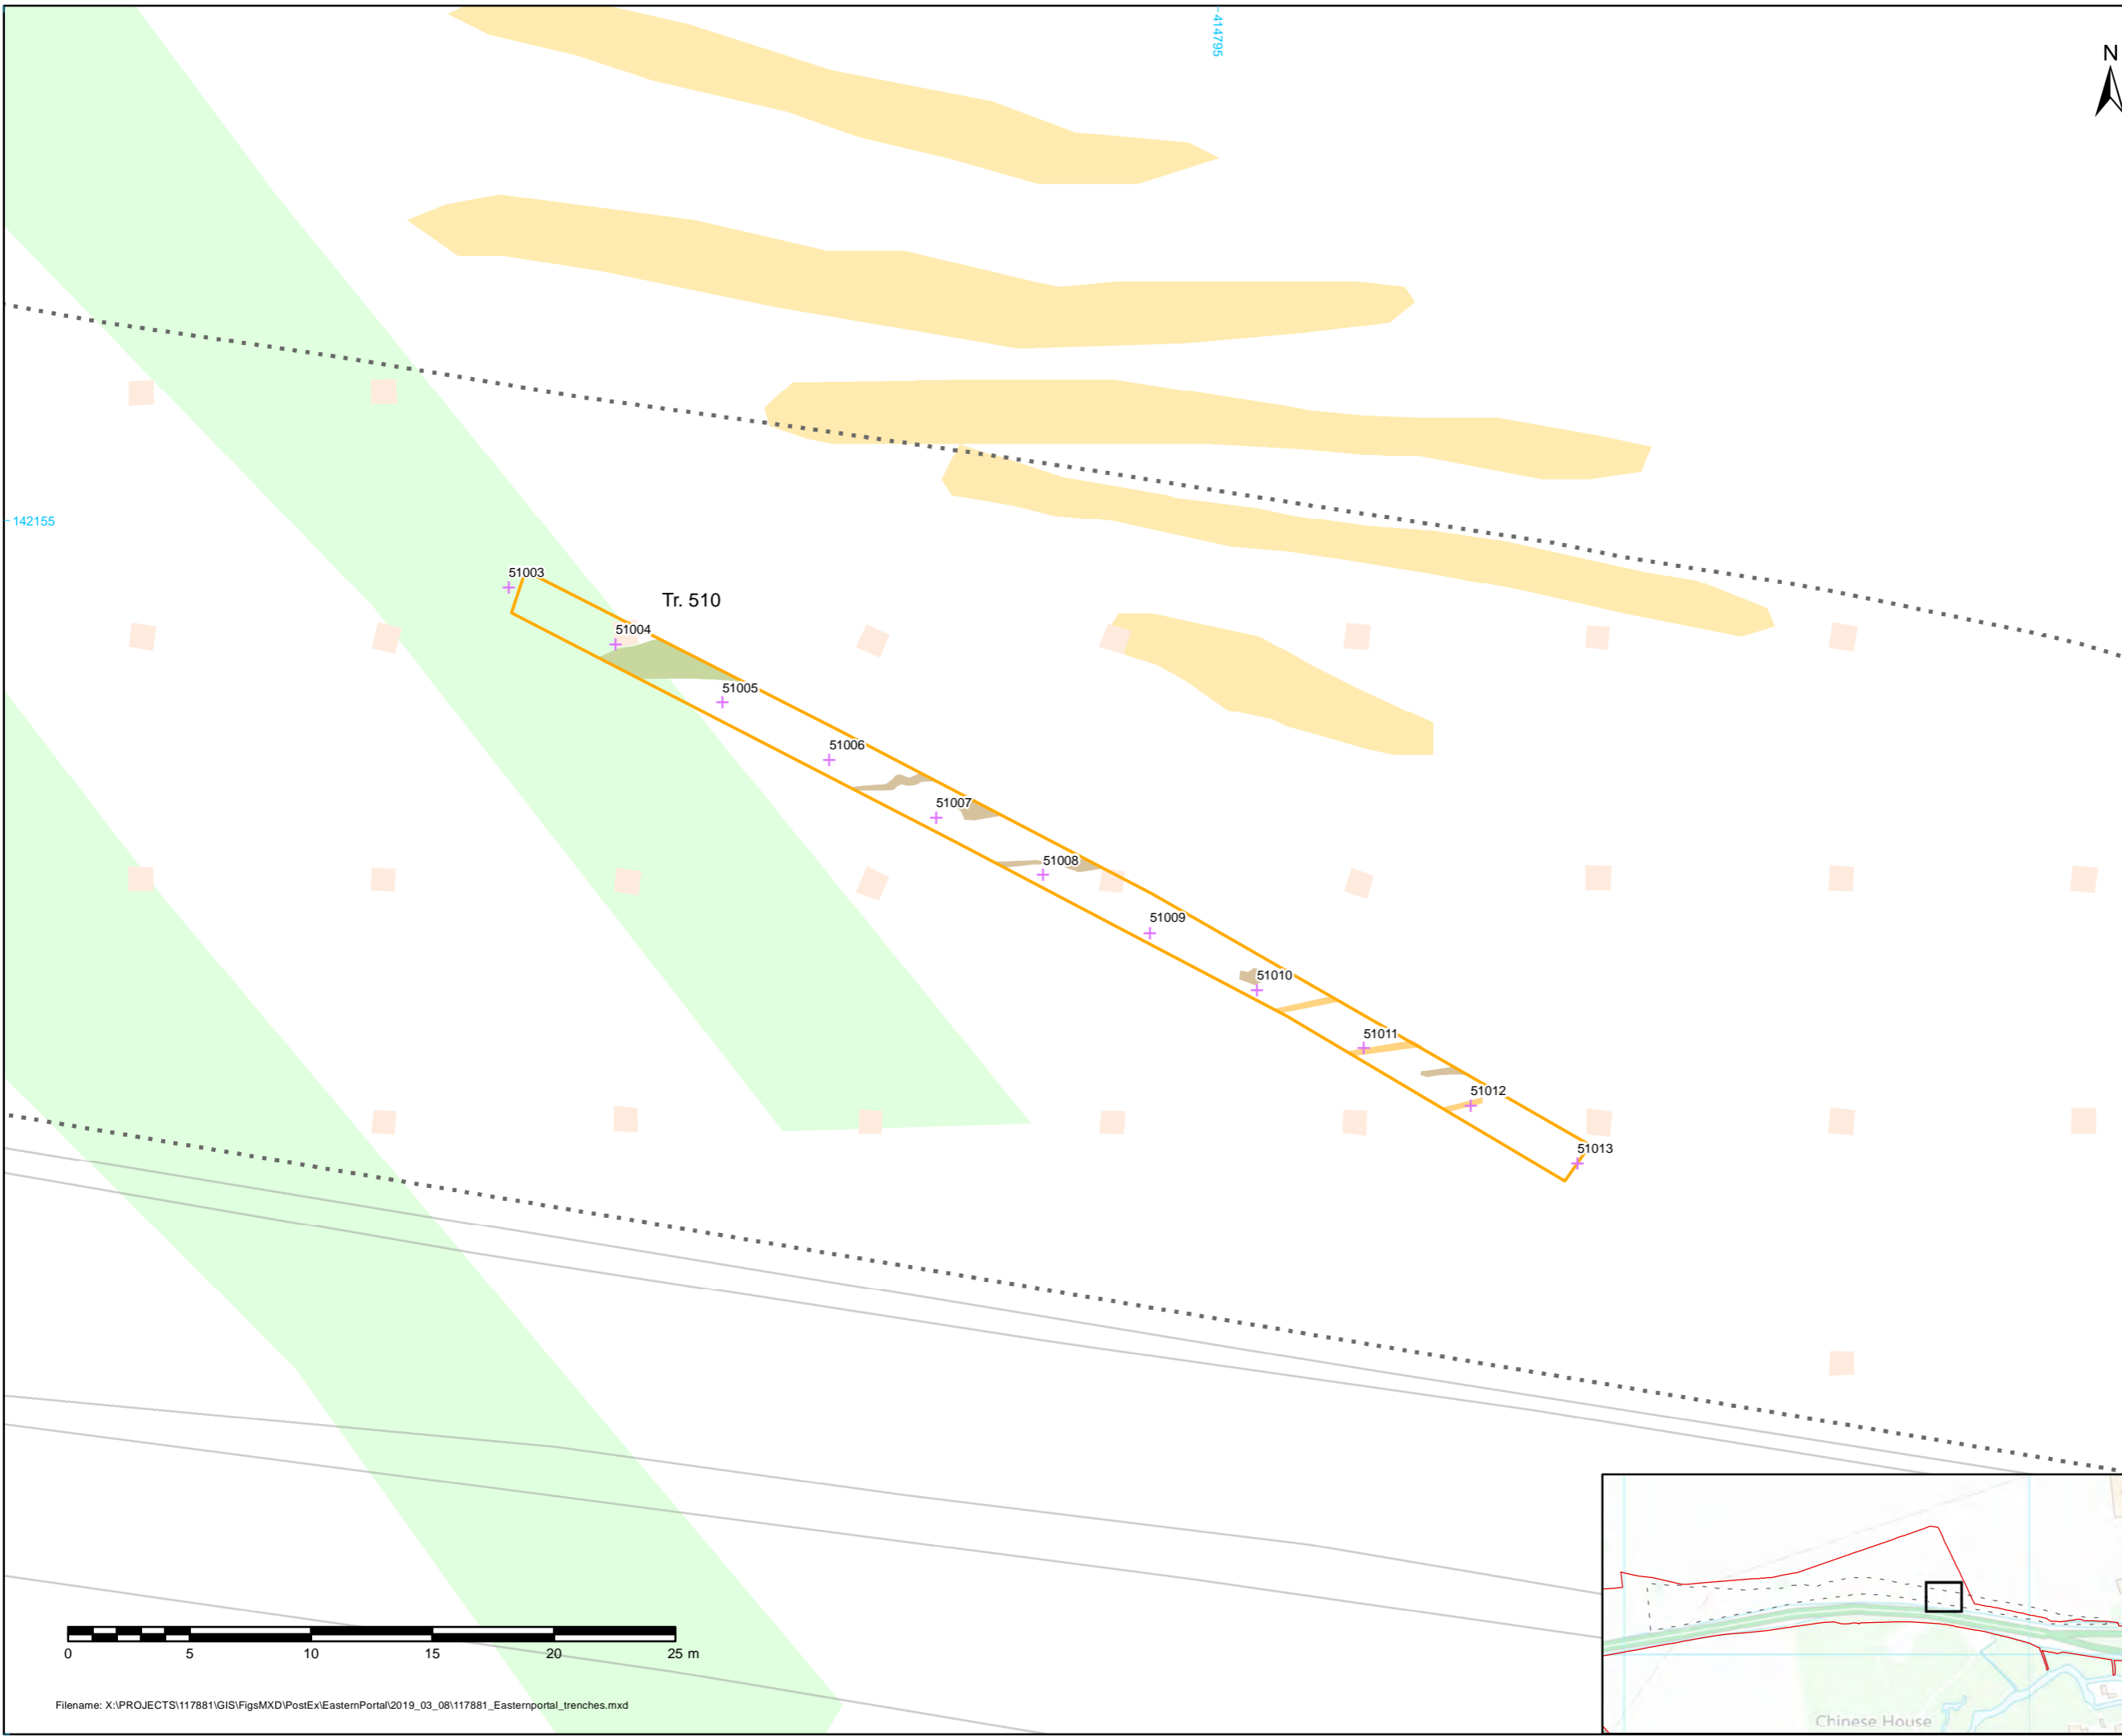 414795
N
142155
51003
Tr. 510
51004
51005
51006
51007
51008
51009
51010
51011
51012
51013
0 5 10 15 20 25 m
Filename: X:\PROJECTS\117881\GIS\FigsMXD\PostEx\EasternPortal\2019_03_08\117881_Easternportal_trenches.mxd
Chinese House